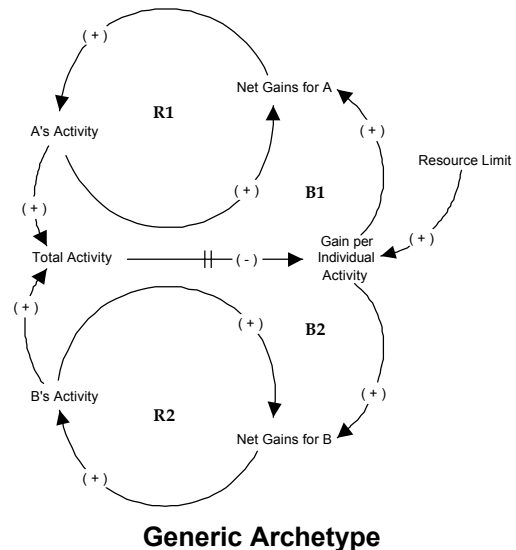 ( + )
Net Gains for A
R1
A's Activity
( + )
Resource Limit
( + )
B1
( + )
( + )
Total Activity
( - )
Gain per
Individual
Activity
( + )
( + )
B2
B's Activity
R2
( + )
Net Gains for B
( + )
Generic Archetype